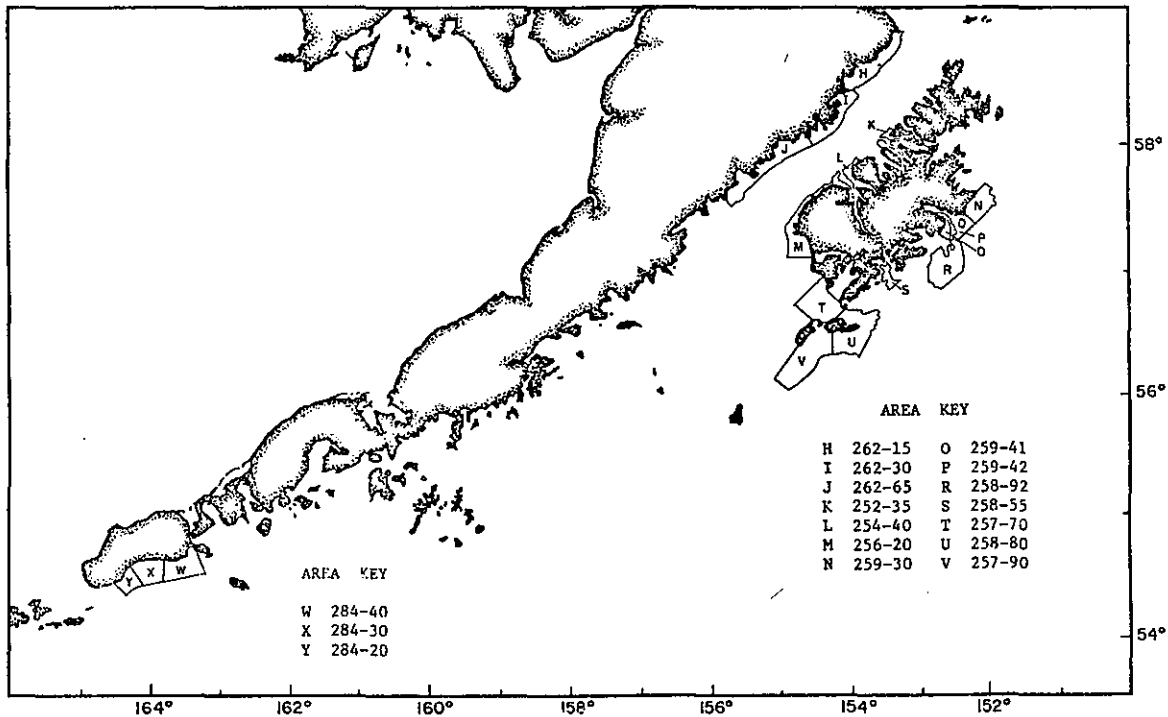 H
I
K
58°
J
L
N
O
P
Q
M
R
S
T
U
V
56°
AREA KEY
H 262-15 O 259-41
I 262-30 P 259-42
J 262-65 R 258-92
K 252-35 S 258-55
L 254-40 T 257-70
M 256-20 U 258-80
N 259-30 V 257-90
Y X W
AREA KEY
W 284-40
X 284-30
Y 284-20
54°
164° 162° 160° 158° 156° 154° 152°